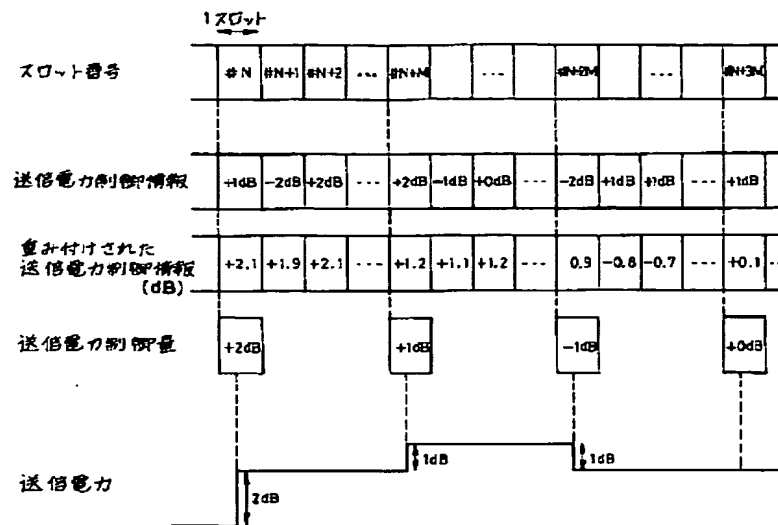 1スロット
スロット番号 #N #N+1 #N+2 --- #N+M --- #N+2M --- #N+3M
送信電力制御情報 +1dB -2dB +2dB --- +2dB -1dB +0dB --- -2dB +1dB +1dB --- +1dB
重み付けされた
送信電力制御情報
(dB) +2.1 +1.9 +2.1 --- +1.2 +1.1 +1.2 --- 0.9 -0.8 -0.7 --- +0.1
送信電力制御量 +2dB +1dB -1dB +0dB
1dB 1dB
送信電力
2dB